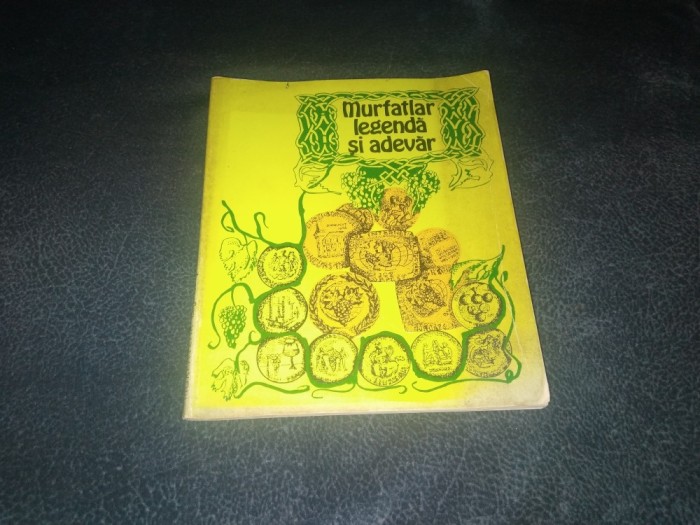 Murfatlar
legendă
și adevăr